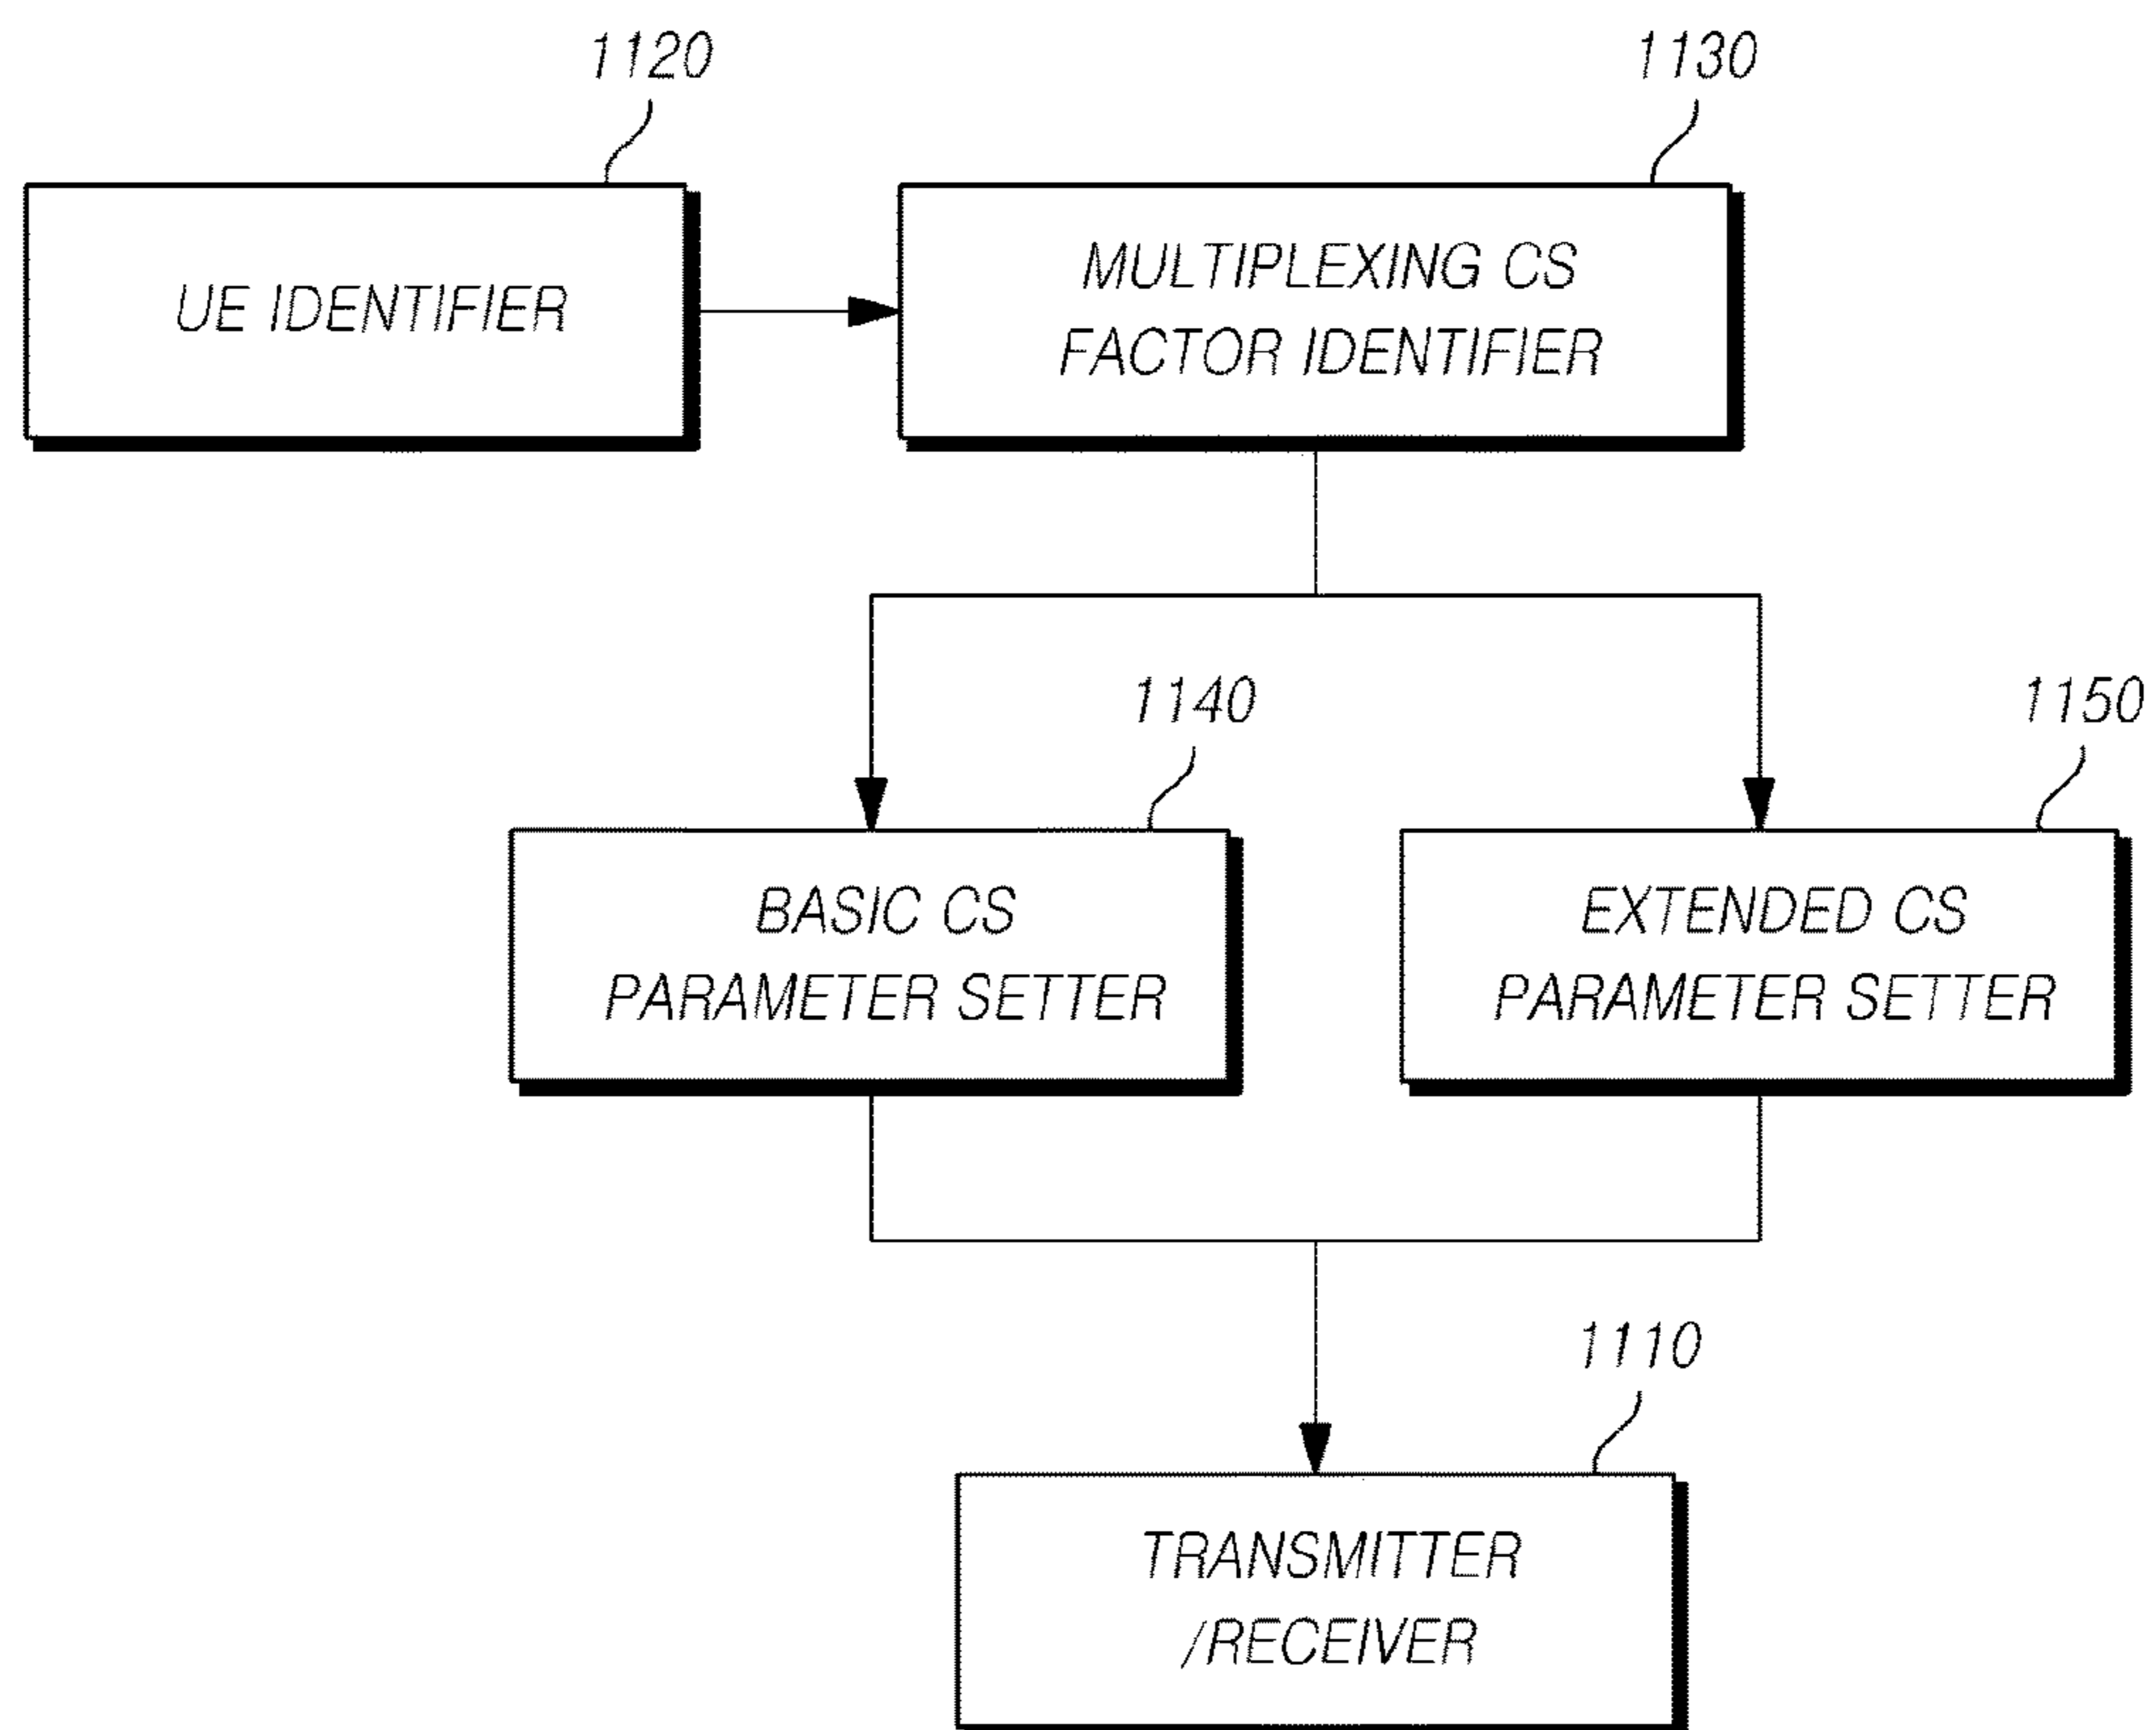 1120
1130
UE IDENTIFIER
MULTIPLEXING CS
FACTOR IDENTIFIER
1140
1150
BASIC CS
PARAMETER SETTER
EXTENDED CS
PARAMETER SETTER
1110
TRANSMITTER
/RECEIVER